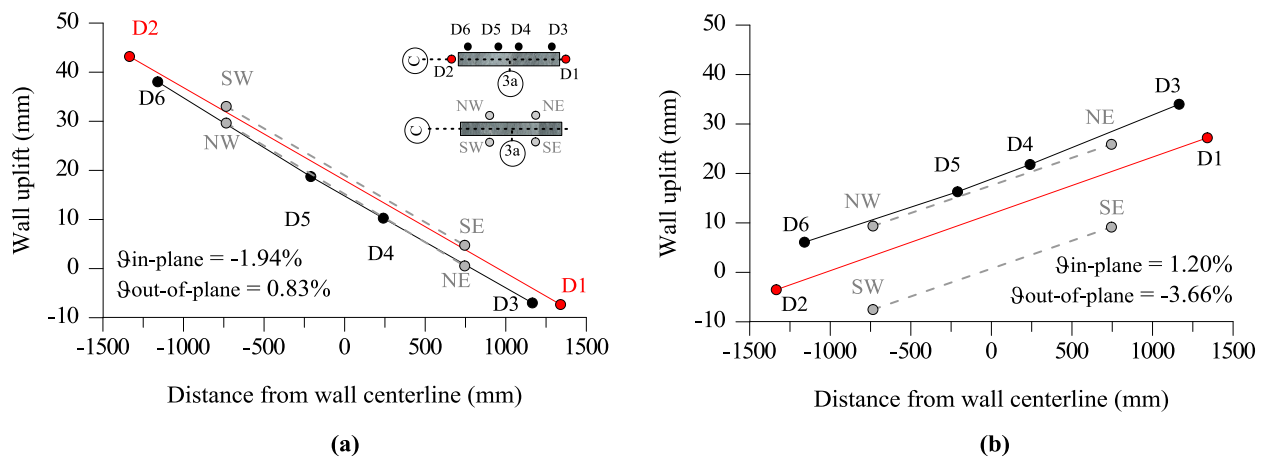 50
40
30
20
10
0
-10
Wall uplift (mm)
D2
D6
SW
NW
D5
D4
SE
NE
D3
D1
ϑin-plane = -1.94%
ϑout-of-plane = 0.83%
D6 D5 D4 D3
C
D2 D1
3a
NW NE
C
SW SE
3a
-1500 -1000 -500 0 500 1000 1500
Distance from wall centerline (mm)
(a)
50
40
30
20
10
0
-10
Wall uplift (mm)
D3
NE
D4
D5
D1
NW
D6
SE
D2
SW
ϑin-plane = 1.20%
ϑout-of-plane = -3.66%
-1500 -1000 -500 0 500 1000 1500
Distance from wall centerline (mm)
(b)